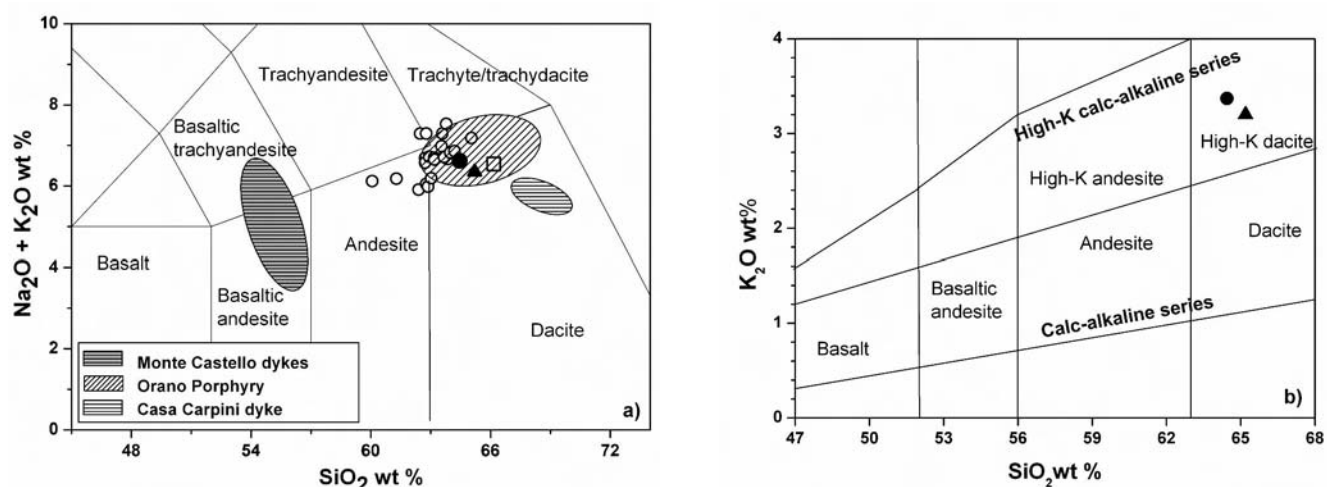 10
8
6
4
2
0
Na2O + K2O wt %
Trachyandesite
Trachyte/trachydacite
Basaltic
trachyandesite
Basalt
Basaltic
andesite
Andesite
Dacite
Monte Castello dykes
Orano Porphyry
Casa Carpini dyke
a)
48
54
60
66
72
SiO2 wt %
4
3
2
1
0
K2O wt%
High-K calc-alkaline series
High-K dacite
High-K andesite
Dacite
Andesite
Basaltic
andesite
Calc-alkaline series
Basalt
b)
47
50
53
56
59
62
65
68
SiO2wt %